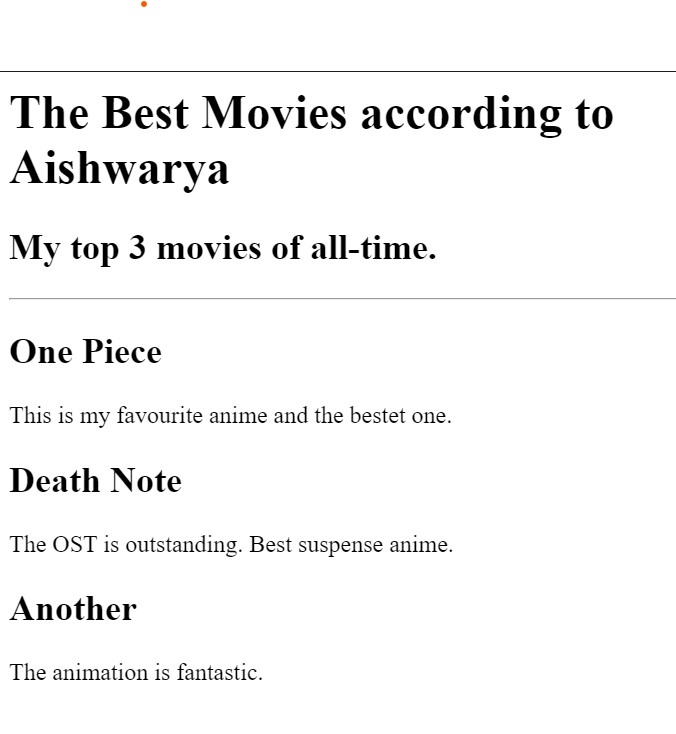 The Best Movies according to
Aishwarya
My top 3 movies of all-time.
One Piece
This is my favourite anime and the bestet one.
Death Note
The OST is outstanding. Best suspense anime.
Another
The animation is fantastic.